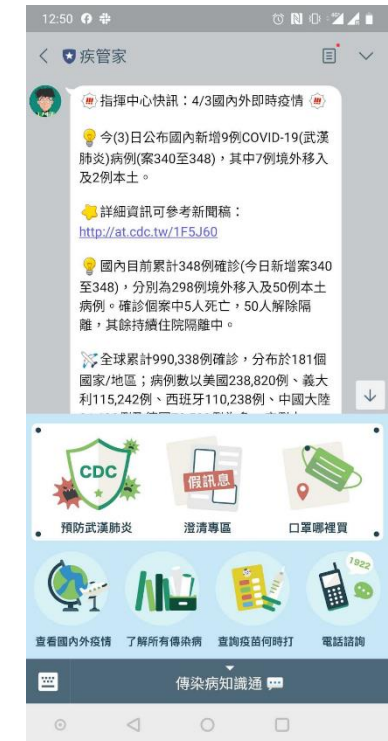 12:50
疾管家
指揮中心快訊：4/3國內外即時疫情
今(3)日公布國內新增9例COVID-19(武漢
肺炎)病例(案340至348)，其中7例境外移入
及2例本土。
詳細資訊可參考新聞稿：
http://at.cdc.tw/1F5J60
國內目前累計348例確診(今日新增案340
至348)，分別為298例境外移入及50例本土
病例。確診個案中5人死亡，50人解除隔
離，其餘持續住院隔離中。
全球累計990,338例確診，分布於181個
國家/地區；病例數以美國238,820例、義大
利115,242例、西班牙110,238例、中國大陸
CDC
假訊息
預防武漢肺炎
澄清專區
口罩哪裡買
1922
查看國內外疫情
了解所有傳染病
查詢疫苗何時打
電話諮詢
傳染病知識通